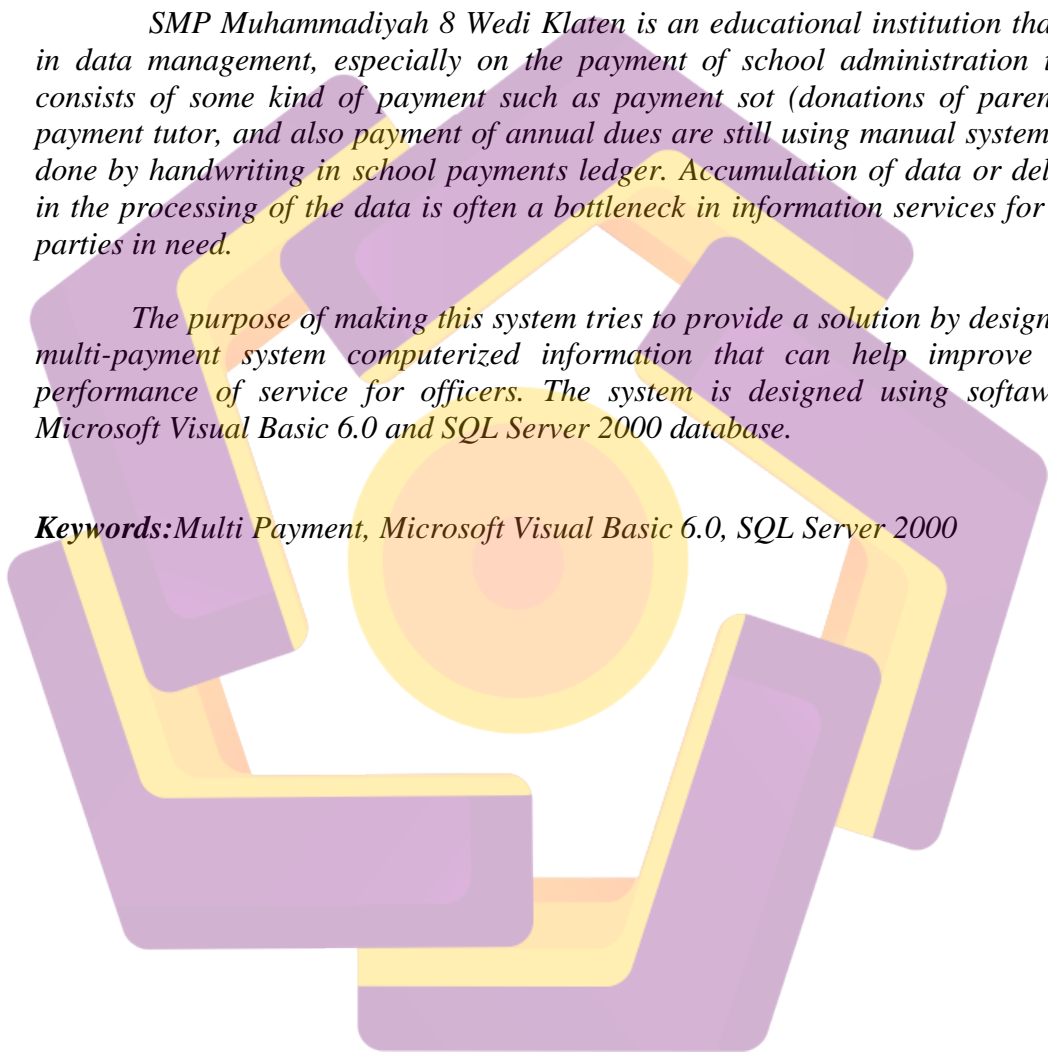 SMP Muhammadiyah 8 Wedi Klaten is an educational institution tha
in data management, especially on the payment of school administration
consists of some kind of payment such as payment sot (donations of paren
payment tutor, and also payment of annual dues are still using manual system
done by handwriting in school payments ledger. Accumulation of data or del
in the processing of the data is often a bottleneck in information services for
parties in need.
The purpose of making this system tries to provide a solution by design
multi-payment system computerized information that can help improve
performance of service for officers. The system is designed using softaw
Microsoft Visual Basic 6.0 and SQL Server 2000 database.
Keywords:Multi Payment, Microsoft Visual Basic 6.0, SQL Server 2000